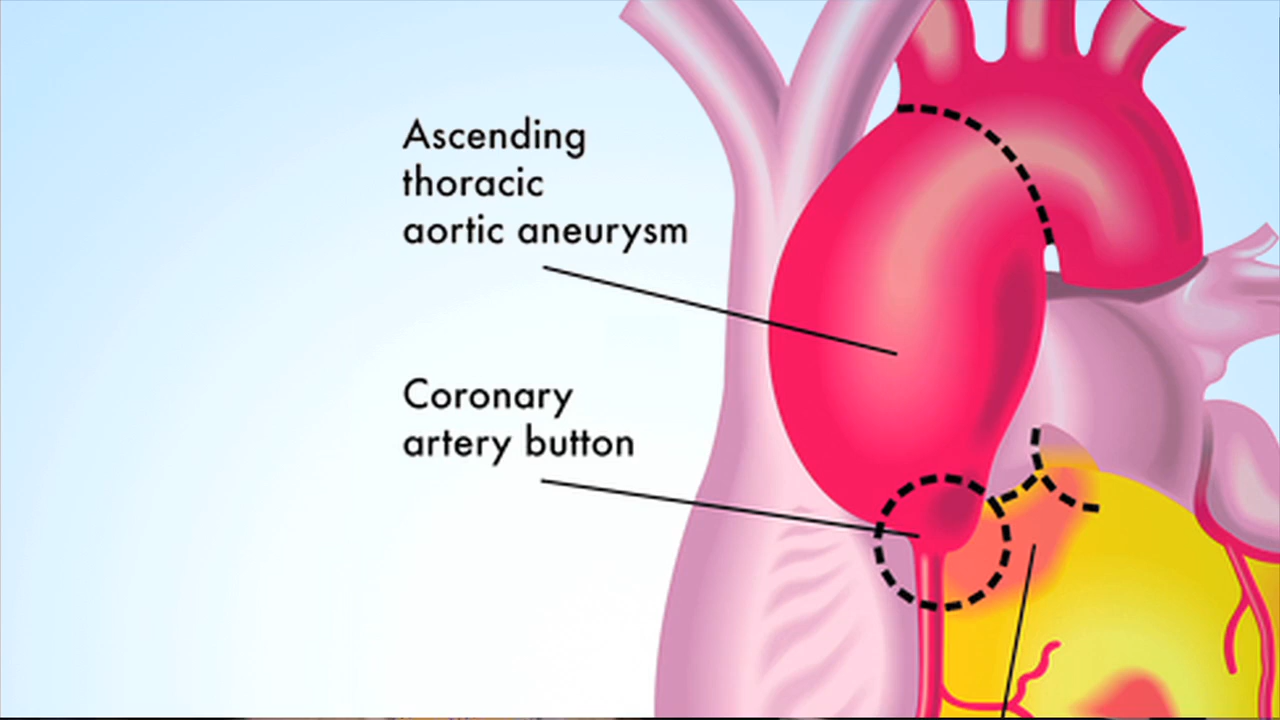 Ascending
thoracic
aortic aneurysm
Coronary
artery button